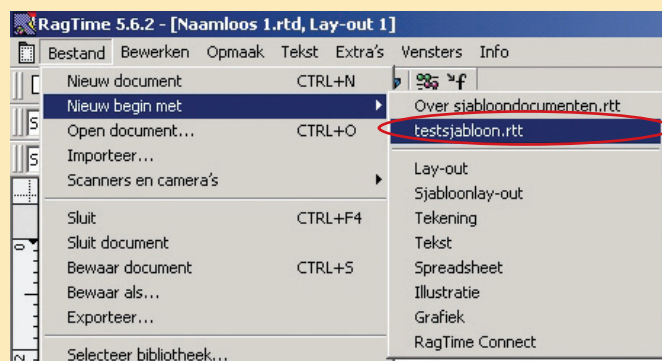 RagTime 5.6.2 - [Naamloos 1.rtd, Lay-out 1]
Bestand Bewerken Opmaak Tekst Extra's Vensters Info
Nieuw document CTRL+N
Nieuw begin met
Open document... CTRL+O
Importeer...
Scanners en camera's
Sluit CTRL+F4
Sluit document
Bewaar document CTRL+S
Bewaar als...
Exporteer...
Selecteer bibliotheek...
Over sjabloondocumenten.rtt
testsjabloon.rtt
Lay-out
Sjabloonlay-out
Tekening
Tekst
Spreadsheet
Illustratie
Grafiek
RagTime Connect